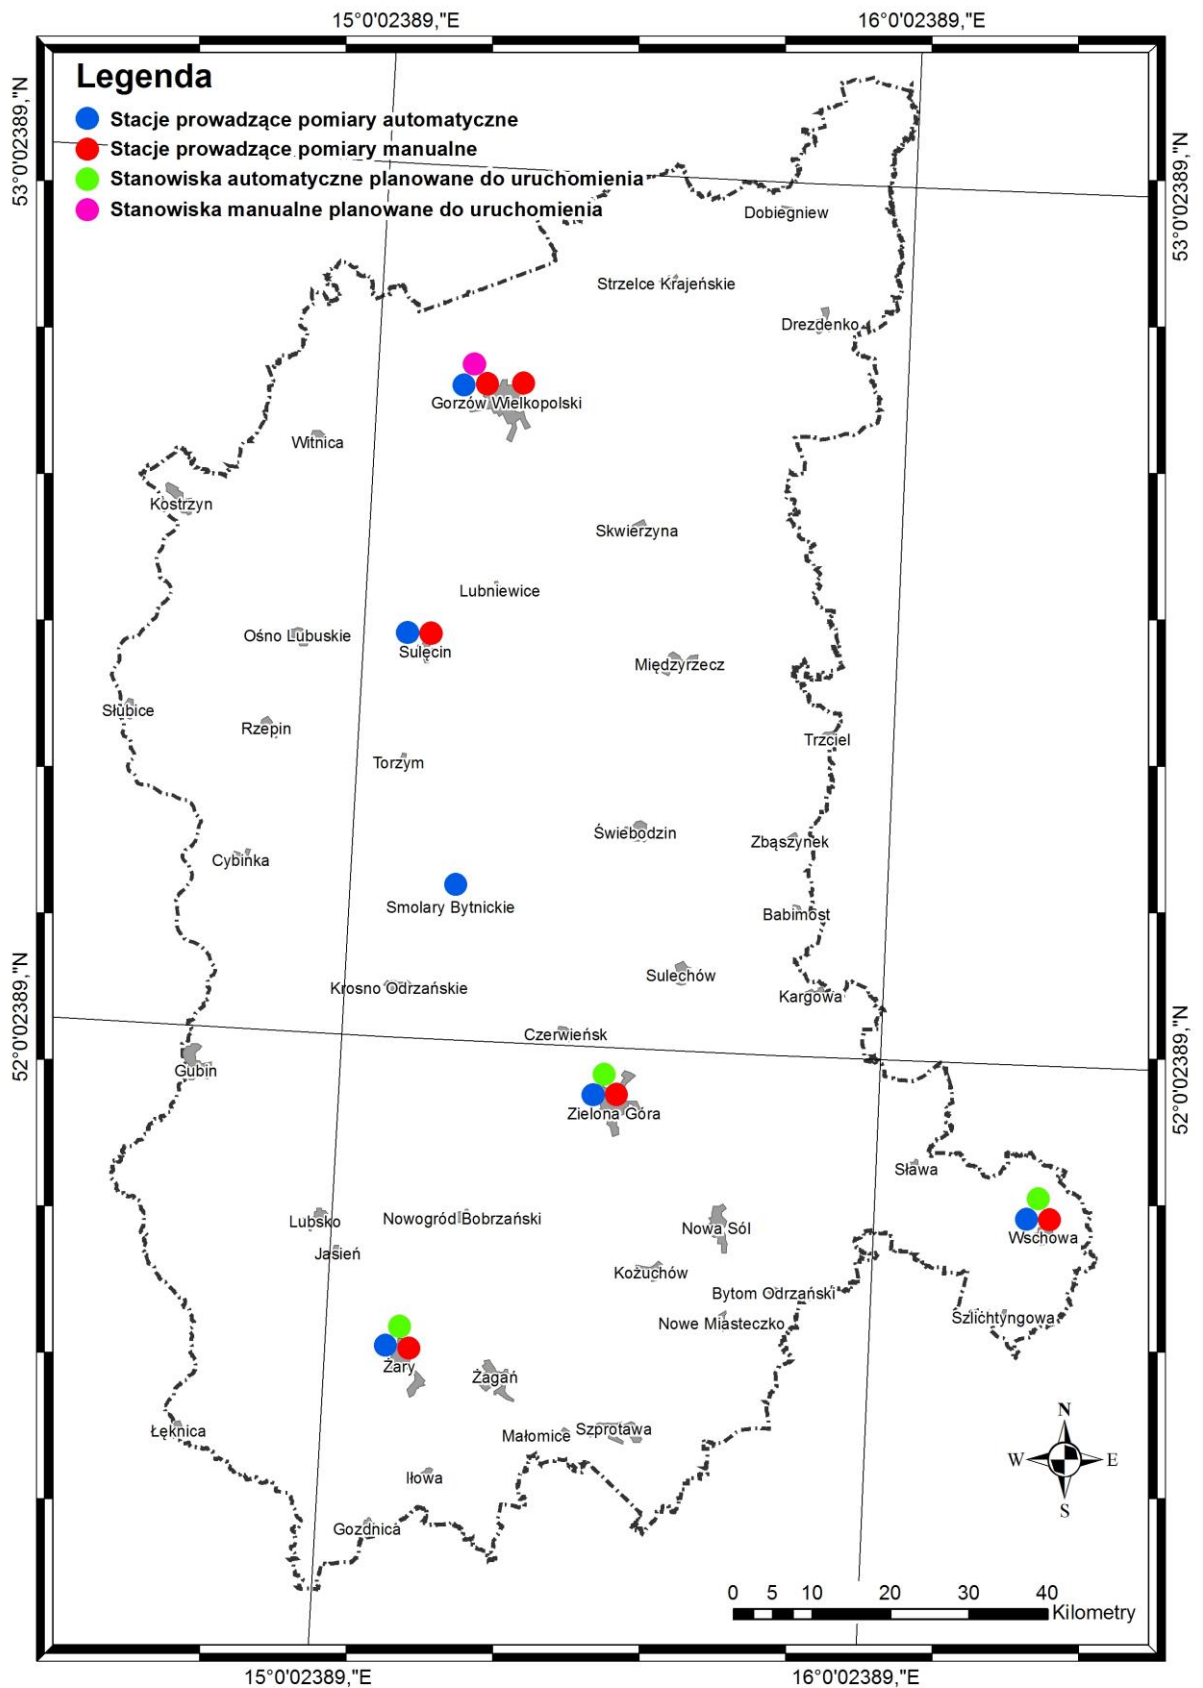 15°0'02389,"E
16°0'02389,"E
53°0'02389,"N
53°0'02389,"N
Legenda
Stacje prowadzące pomiary automatyczne
Stacje prowadzące pomiary manualne
Stanowiska automatyczne planowane do uruchomienia
Stanowiska manualne planowane do uruchomienia
Dobiegniew
Strzelce Krajeńskie
Drezdenko
Gorzów Wielkopolski
Witnica
Kostrzyn
Skwierzyna
Lubniewice
Ośno Lubuskie
Sulęcin
Międzyrzecz
Słubice
Rzepin
Trzciel
Torzym
Świebodzin
Zbąszynek
Cybinka
Smolary Bytnickie
Babimost
Sulechów
Krosno Odrzańskie
Kargowa
52°0'02389,"N
52°0'02389,"N
Czerwieńsk
Gubin
Zielona Góra
Sława
Lubsko
Nowogród Bobrzański
Nowa Sól
Wschowa
Jasień
Kożuchów
Bytom Odrzański
Szlichtyngowa
Nowe Miasteczko
Żary
Żagań
Łęknica
Małomice
Szprotawa
Iłowa
Gozdnica
N
W
E
S
0 5 10 20 30 40
Kilometry
15°0'02389,"E
16°0'02389,"E